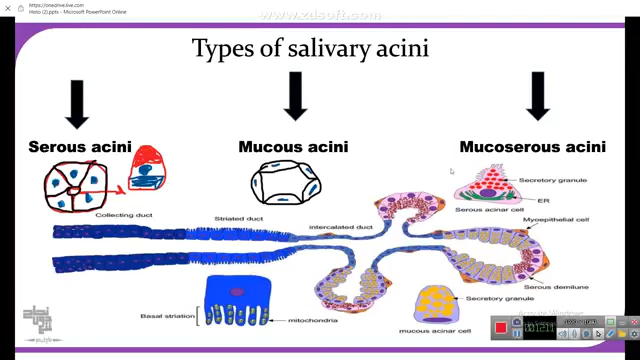 https://onedrive.live.com
Histo (2).pptx - Microsoft PowerPoint Online
www.zdsoft.com
Types of salivary acini
Serous acini
Mucous acini
Mucoserous acini
Secretory granule
ER
Serous acinar cell
Collecting duct
Striated duct
intercalated duct
Myoepithelial cell
Serous demilune
Basal striation
mitochondria
Secretory granule
mucous acinar cell
Activate Windows